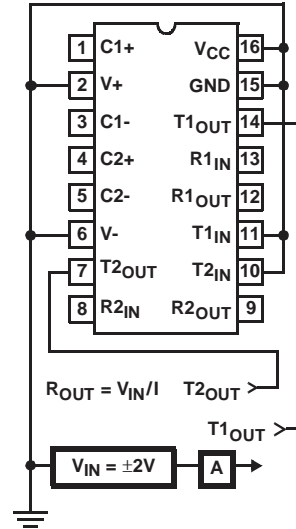 1 C1+ VCC 16
2 V+ GND 15
3 C1- T1OUT 14
4 C2+ R1IN 13
5 C2- R1OUT 12
6 V- T1IN 11
7 T2OUT T2IN 10
8 R2IN R2OUT 9
ROUT = VIN/I T2OUT
T1OUT
VIN = ±2V A